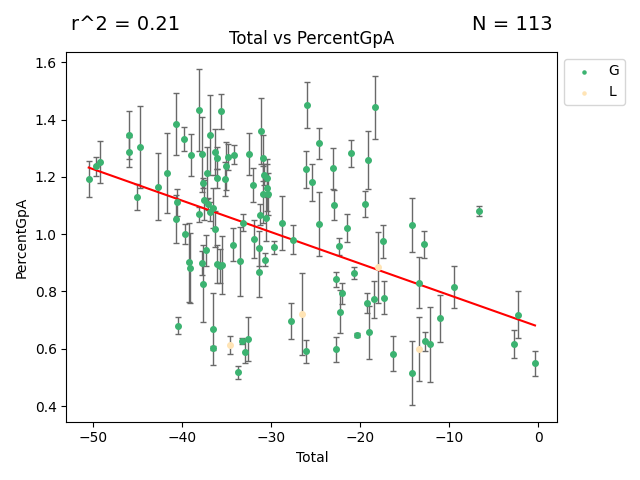 r^2 = 0.21 N = 113
Total vs PercentGpA
PercentGpA
1.6
1.4
1.2
1.0
0.8
0.6
0.4
−50 −40 −30 −20 −10 0
Total
G
L